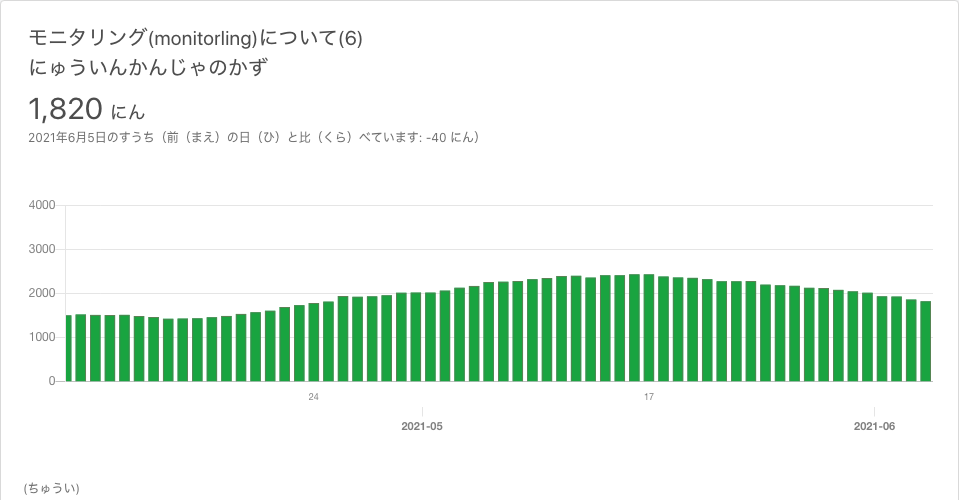 モニタリング(monitorling)について(6)
にゅういんかんじゃのかず
1,820 にん
2021年6月5日のすうち（前（まえ）の日（ひ）と比（くら）べています: -40 にん）
4000
3000
2000
1000
0
24
17
2021-05
2021-06
(ちゅうい)